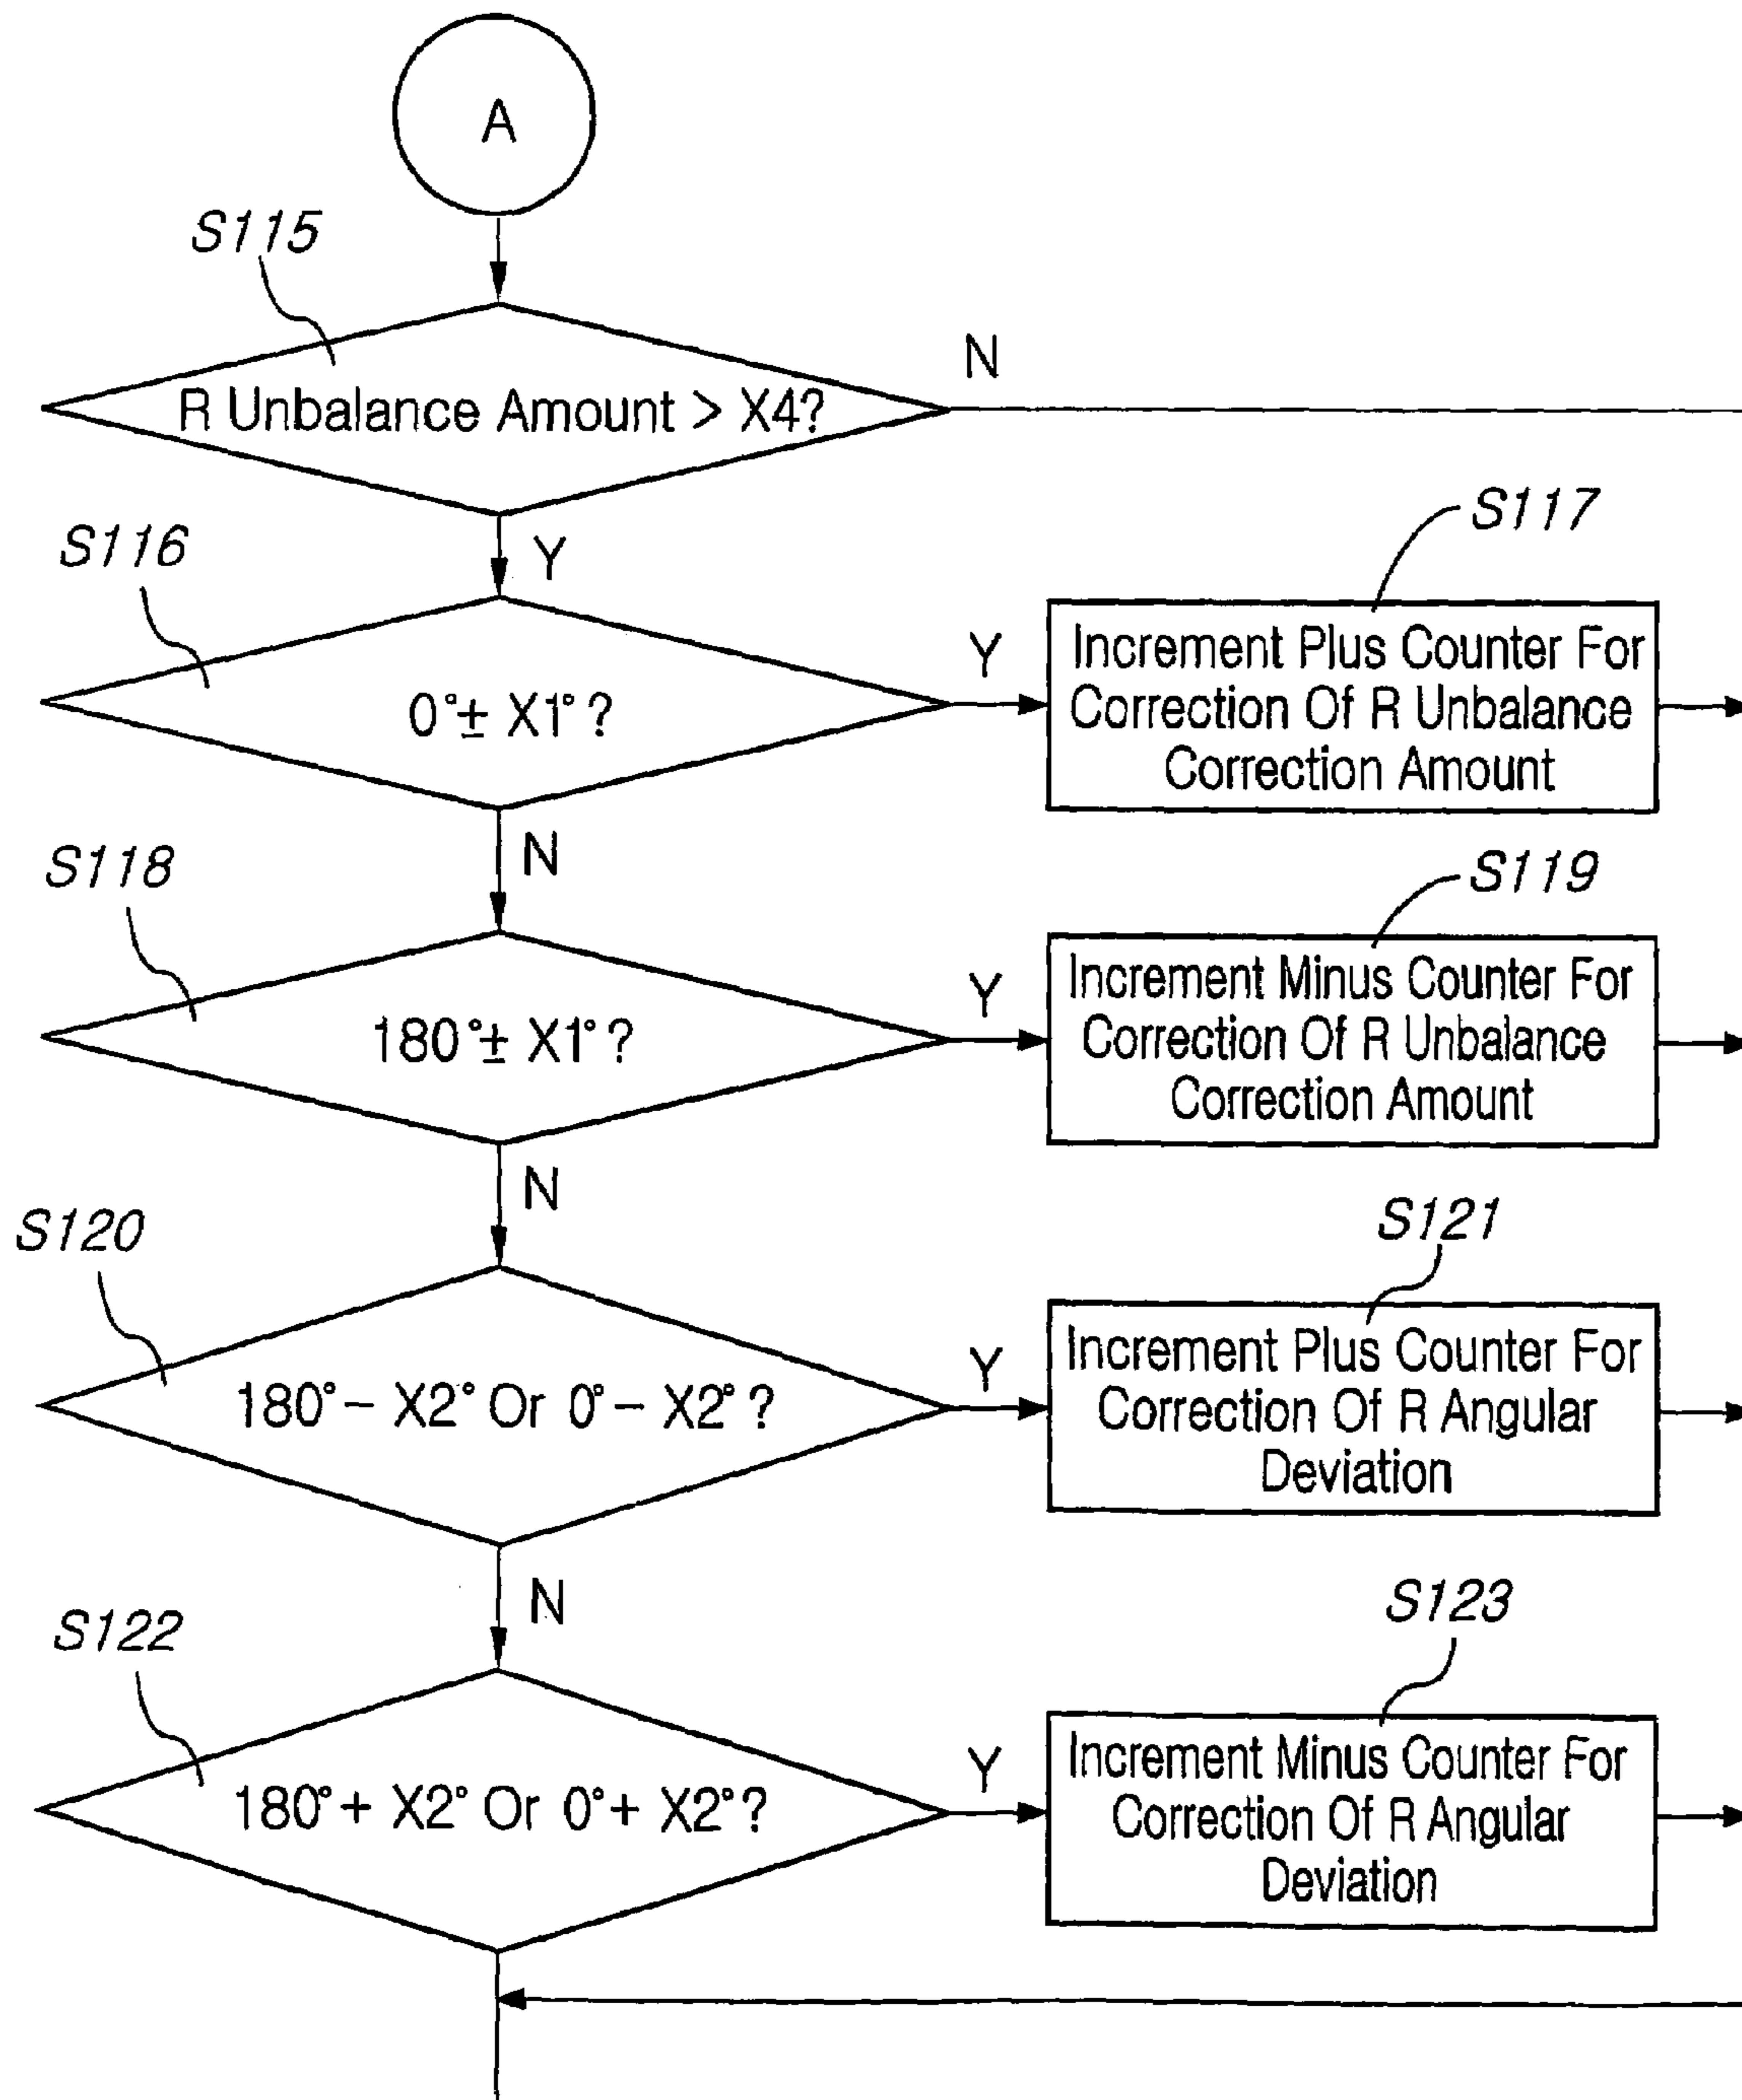 A
S115
R Unbalance Amount > X4?
N
Y
S116
0°± X1°?
Y
S117
Increment Plus Counter For
Correction Of R Unbalance
Correction Amount
N
S118
180°± X1°?
Y
S119
Increment Minus Counter For
Correction Of R Unbalance
Correction Amount
N
S120
180°− X2° Or 0°− X2°?
Y
S121
Increment Plus Counter For
Correction Of R Angular
Deviation
N
S122
180°+ X2° Or 0°+ X2°?
Y
S123
Increment Minus Counter For
Correction Of R Angular
Deviation